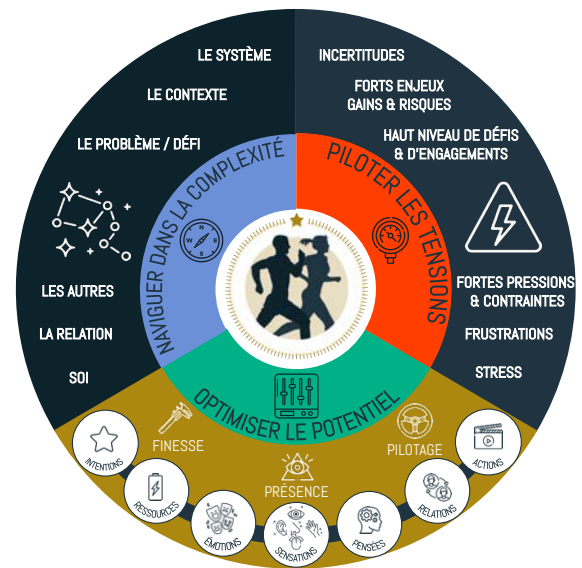 LE SYSTÈME
LE CONTEXTE
LE PROBLÈME / DÉFI
LES AUTRES
LA RELATION
SOI
INCERTITUDES
FORTS ENJEUX
GAINS & RISQUES
HAUT NIVEAU DE DÉFIS
& D'ENGAGEMENTS
FORTES PRESSIONS
& CONTRAINTES
FRUSTRATIONS
STRESS
NAVIGUER DANS LA COMPLEXITÉ
N
W E
S
PILOTER LES TENSIONS
OPTIMISER LE POTENTIEL
FINESSE
PRÉSENCE
PILOTAGE
INTENTIONS
RESSOURCES
ÉMOTIONS
SENSATIONS
PENSÉES
RELATIONS
ACTIONS